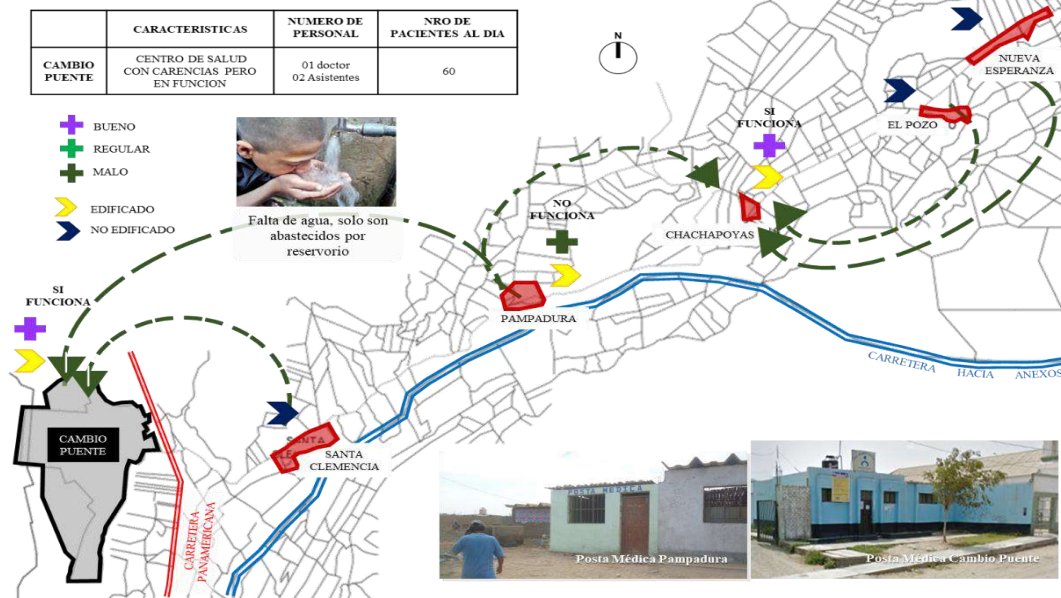 CARACTERISTICAS
NUMERO DE
PERSONAL
NRO DE
PACIENTES AL DIA
CAMBIO
PUENTE
CENTRO DE SALUD
CON CARENCIAS PERO
EN FUNCION
01 doctor
02 Asistentes
60
N
NUEVA
ESPERANZA
EL POZO
BUENO
REGULAR
MALO
EDIFICADO
NO EDIFICADO
Falta de agua, solo son
abastecidos por
reservorio
SI
FUNCIONA
NO
FUNCIONA
CHACHAPOYAS
PAMPADURA
SI
FUNCIONA
CARRETERA HACIA ANEXOS
CAMBIO
PUENTE
SANTA
SANTA
CLEMENCIA
CARRETERA
PANAMERICANA
POSTA MEDICA
Posta Médica Pampadura
Posta Médica Cambio Puente